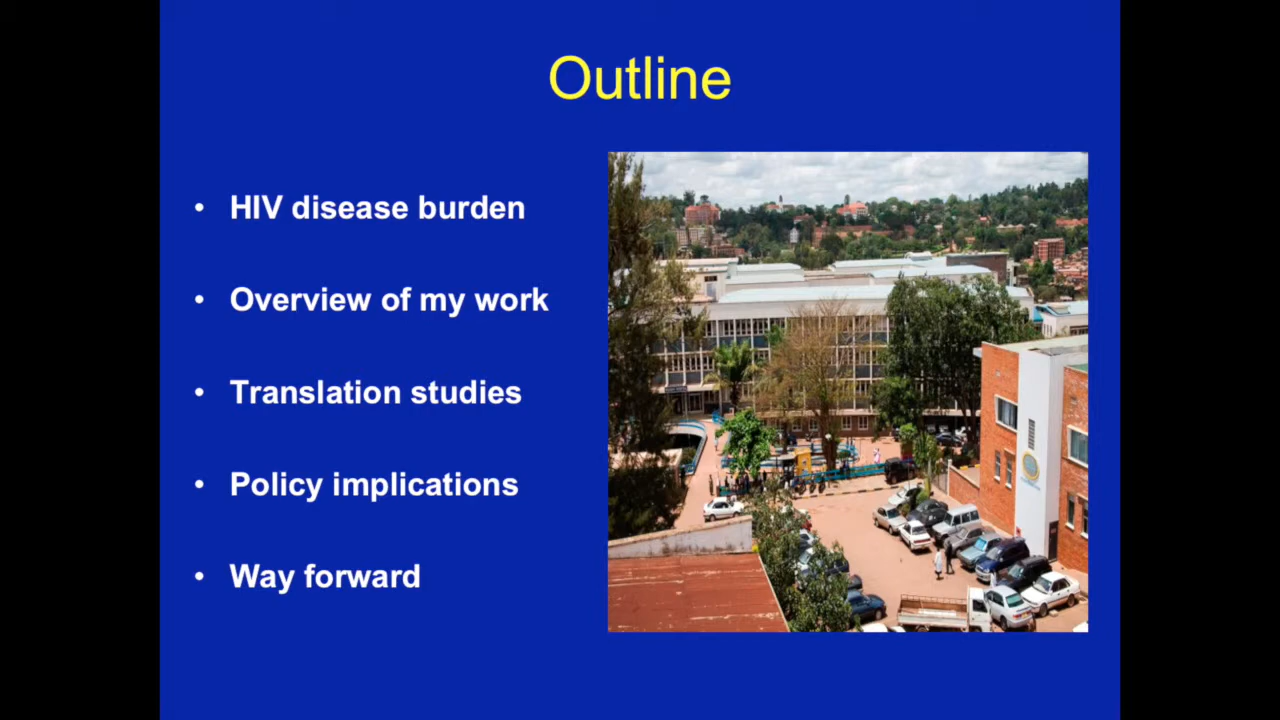 Outline
• HIV disease burden
• Overview of my work
• Translation studies
• Policy implications
• Way forward